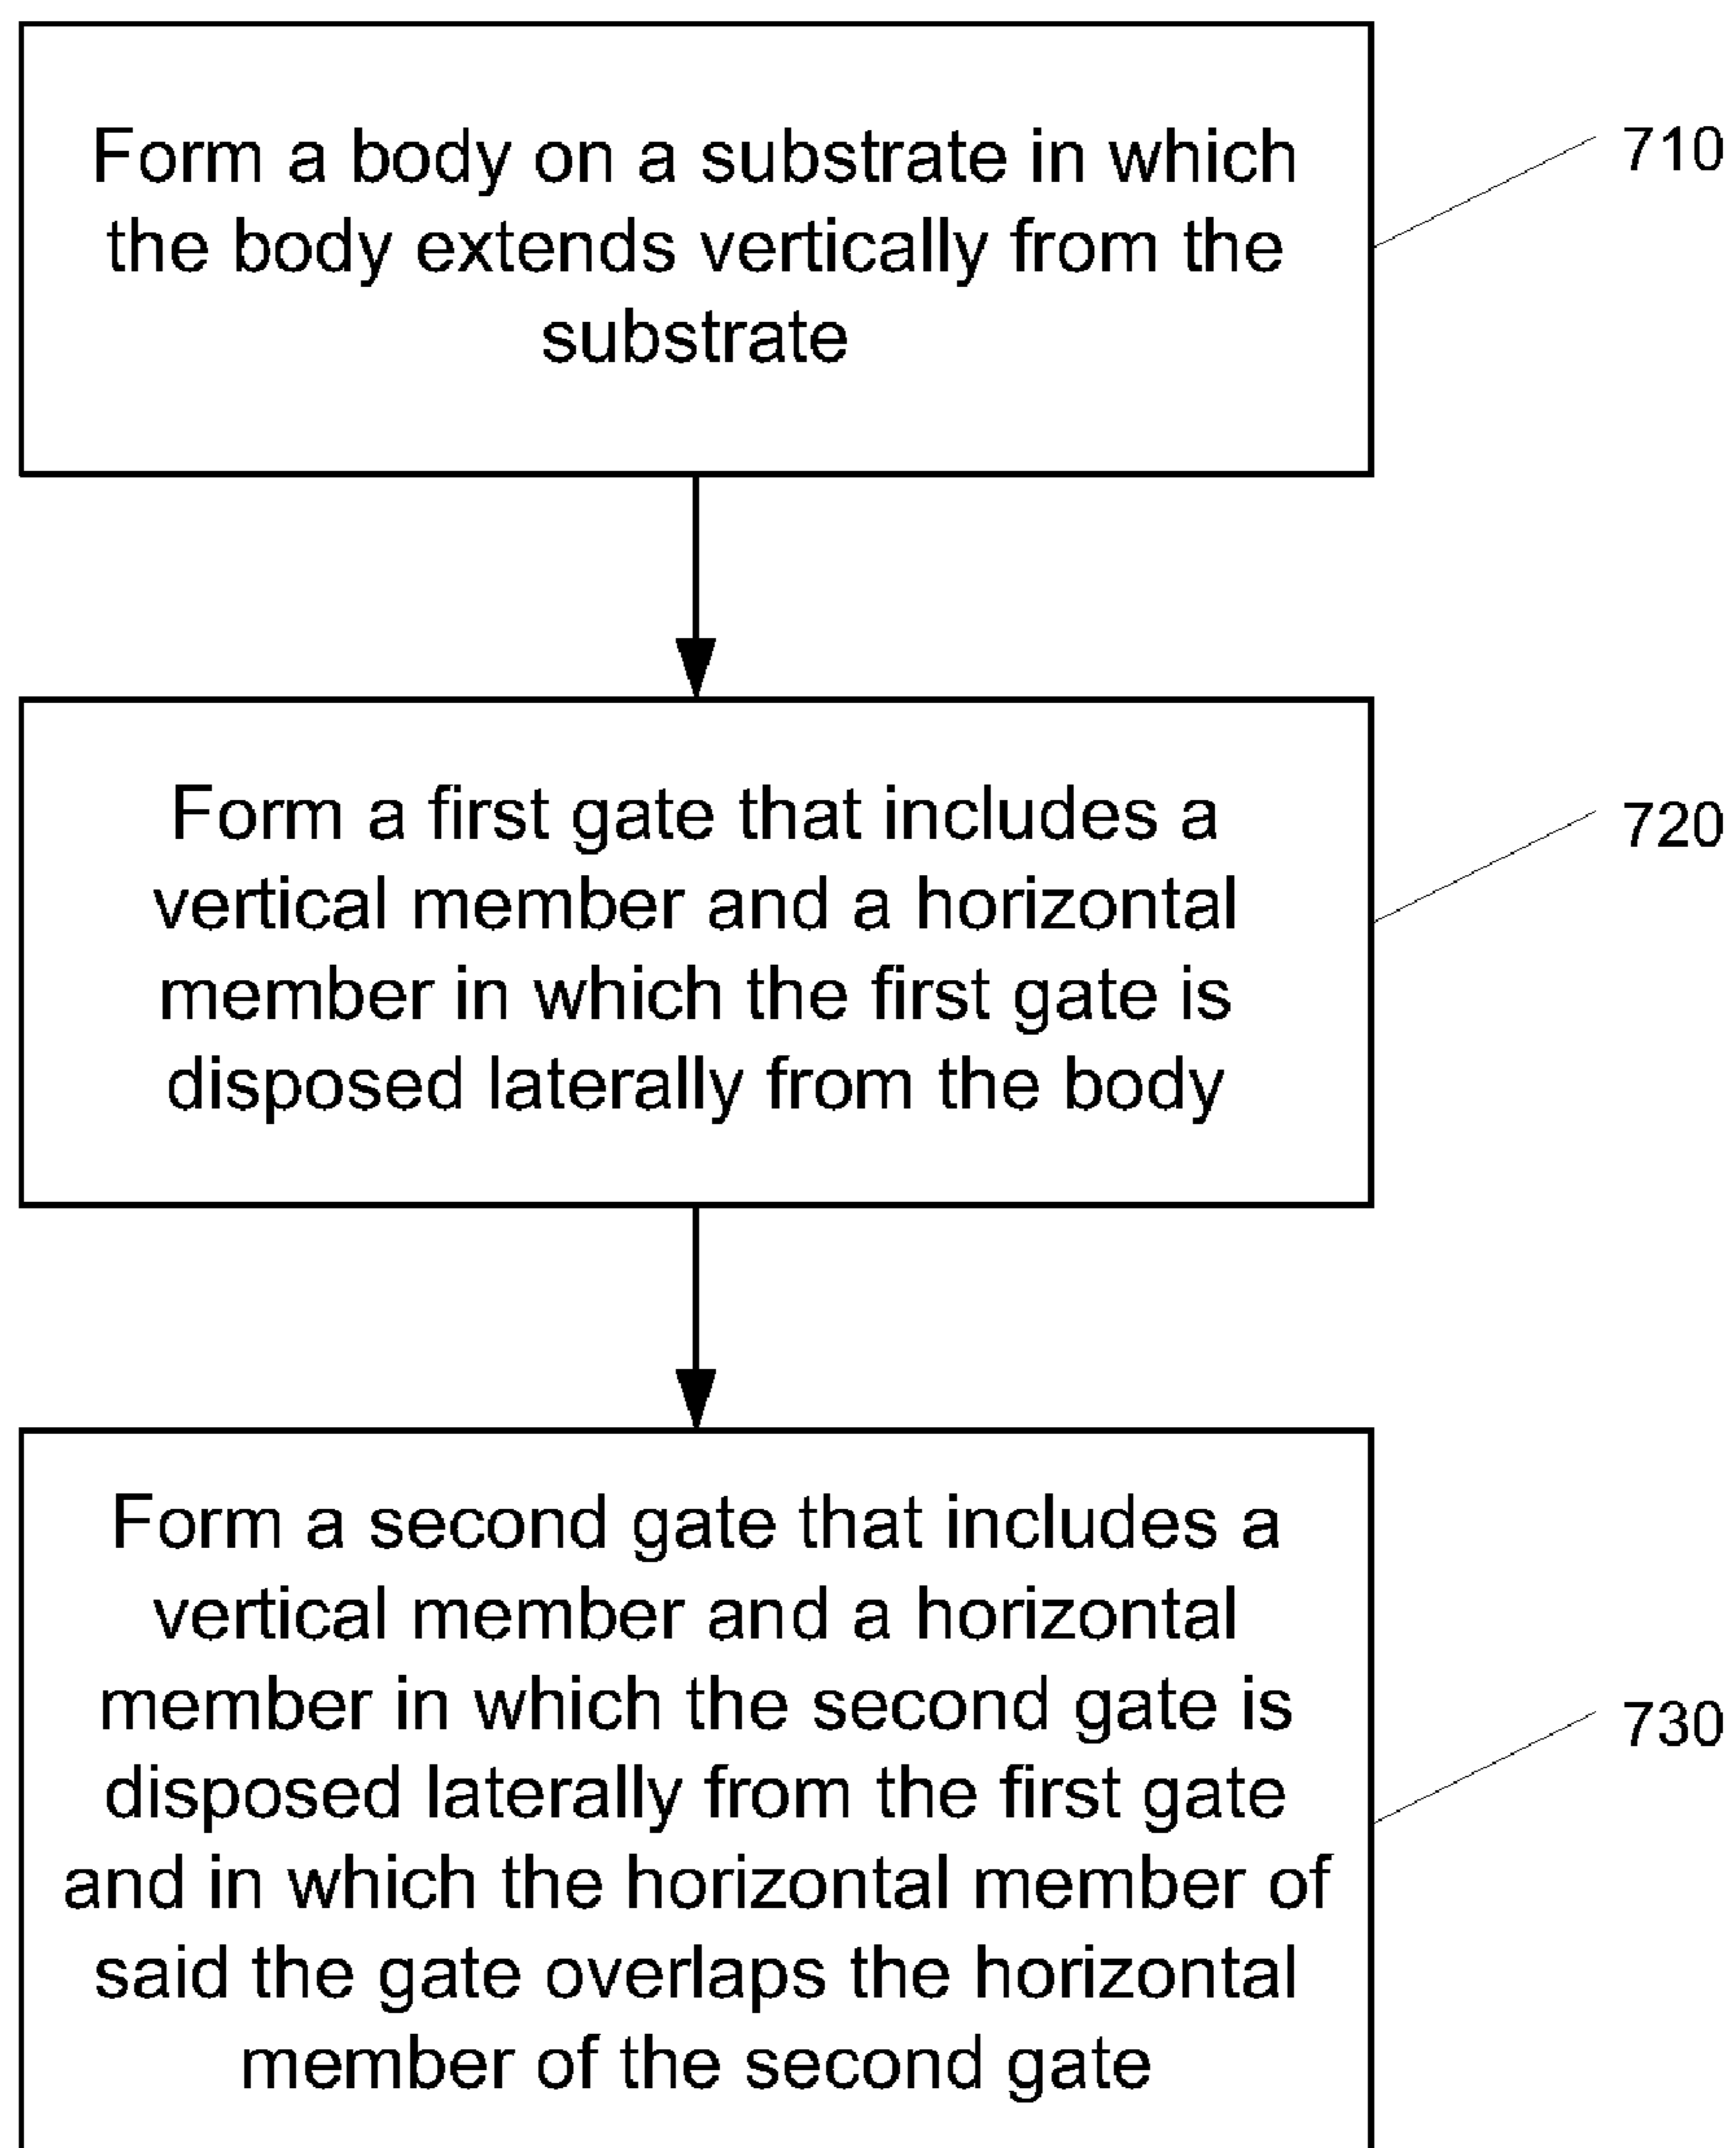 Form a body on a substrate in which
the body extends vertically from the
substrate
710
Form a first gate that includes a
vertical member and a horizontal
member in which the first gate is
disposed laterally from the body
720
Form a second gate that includes a
vertical member and a horizontal
member in which the second gate is
disposed laterally from the first gate
and in which the horizontal member of
said the gate overlaps the horizontal
member of the second gate
730